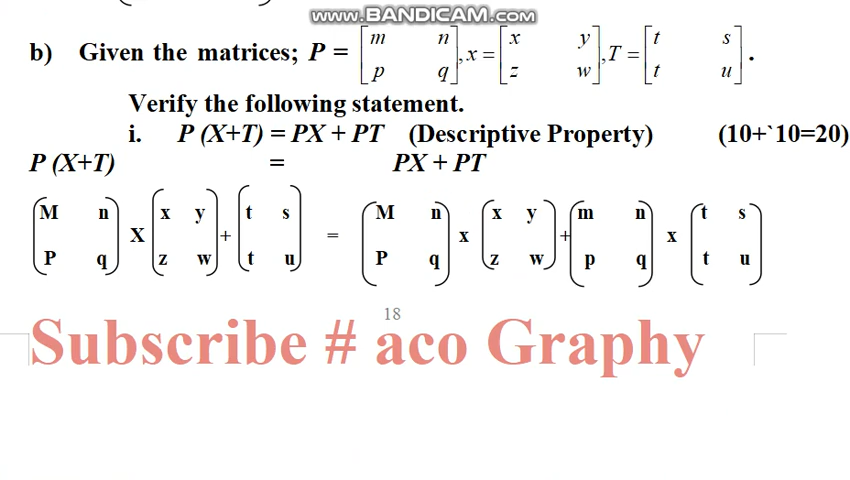 www.BANDICAM.com
b) Given the matrices; P = [m n], x = [x y], T = [t s].
[p q] [z w] [t u]
Verify the following statement.
i. P (X+T) = PX + PT (Descriptive Property) (10+`10=20)
P (X+T) = PX + PT
M n x y t s M n x y m n t s
X + = x + x
P q z w t u P q z w p q t u
18
Subscribe # aco Graphy